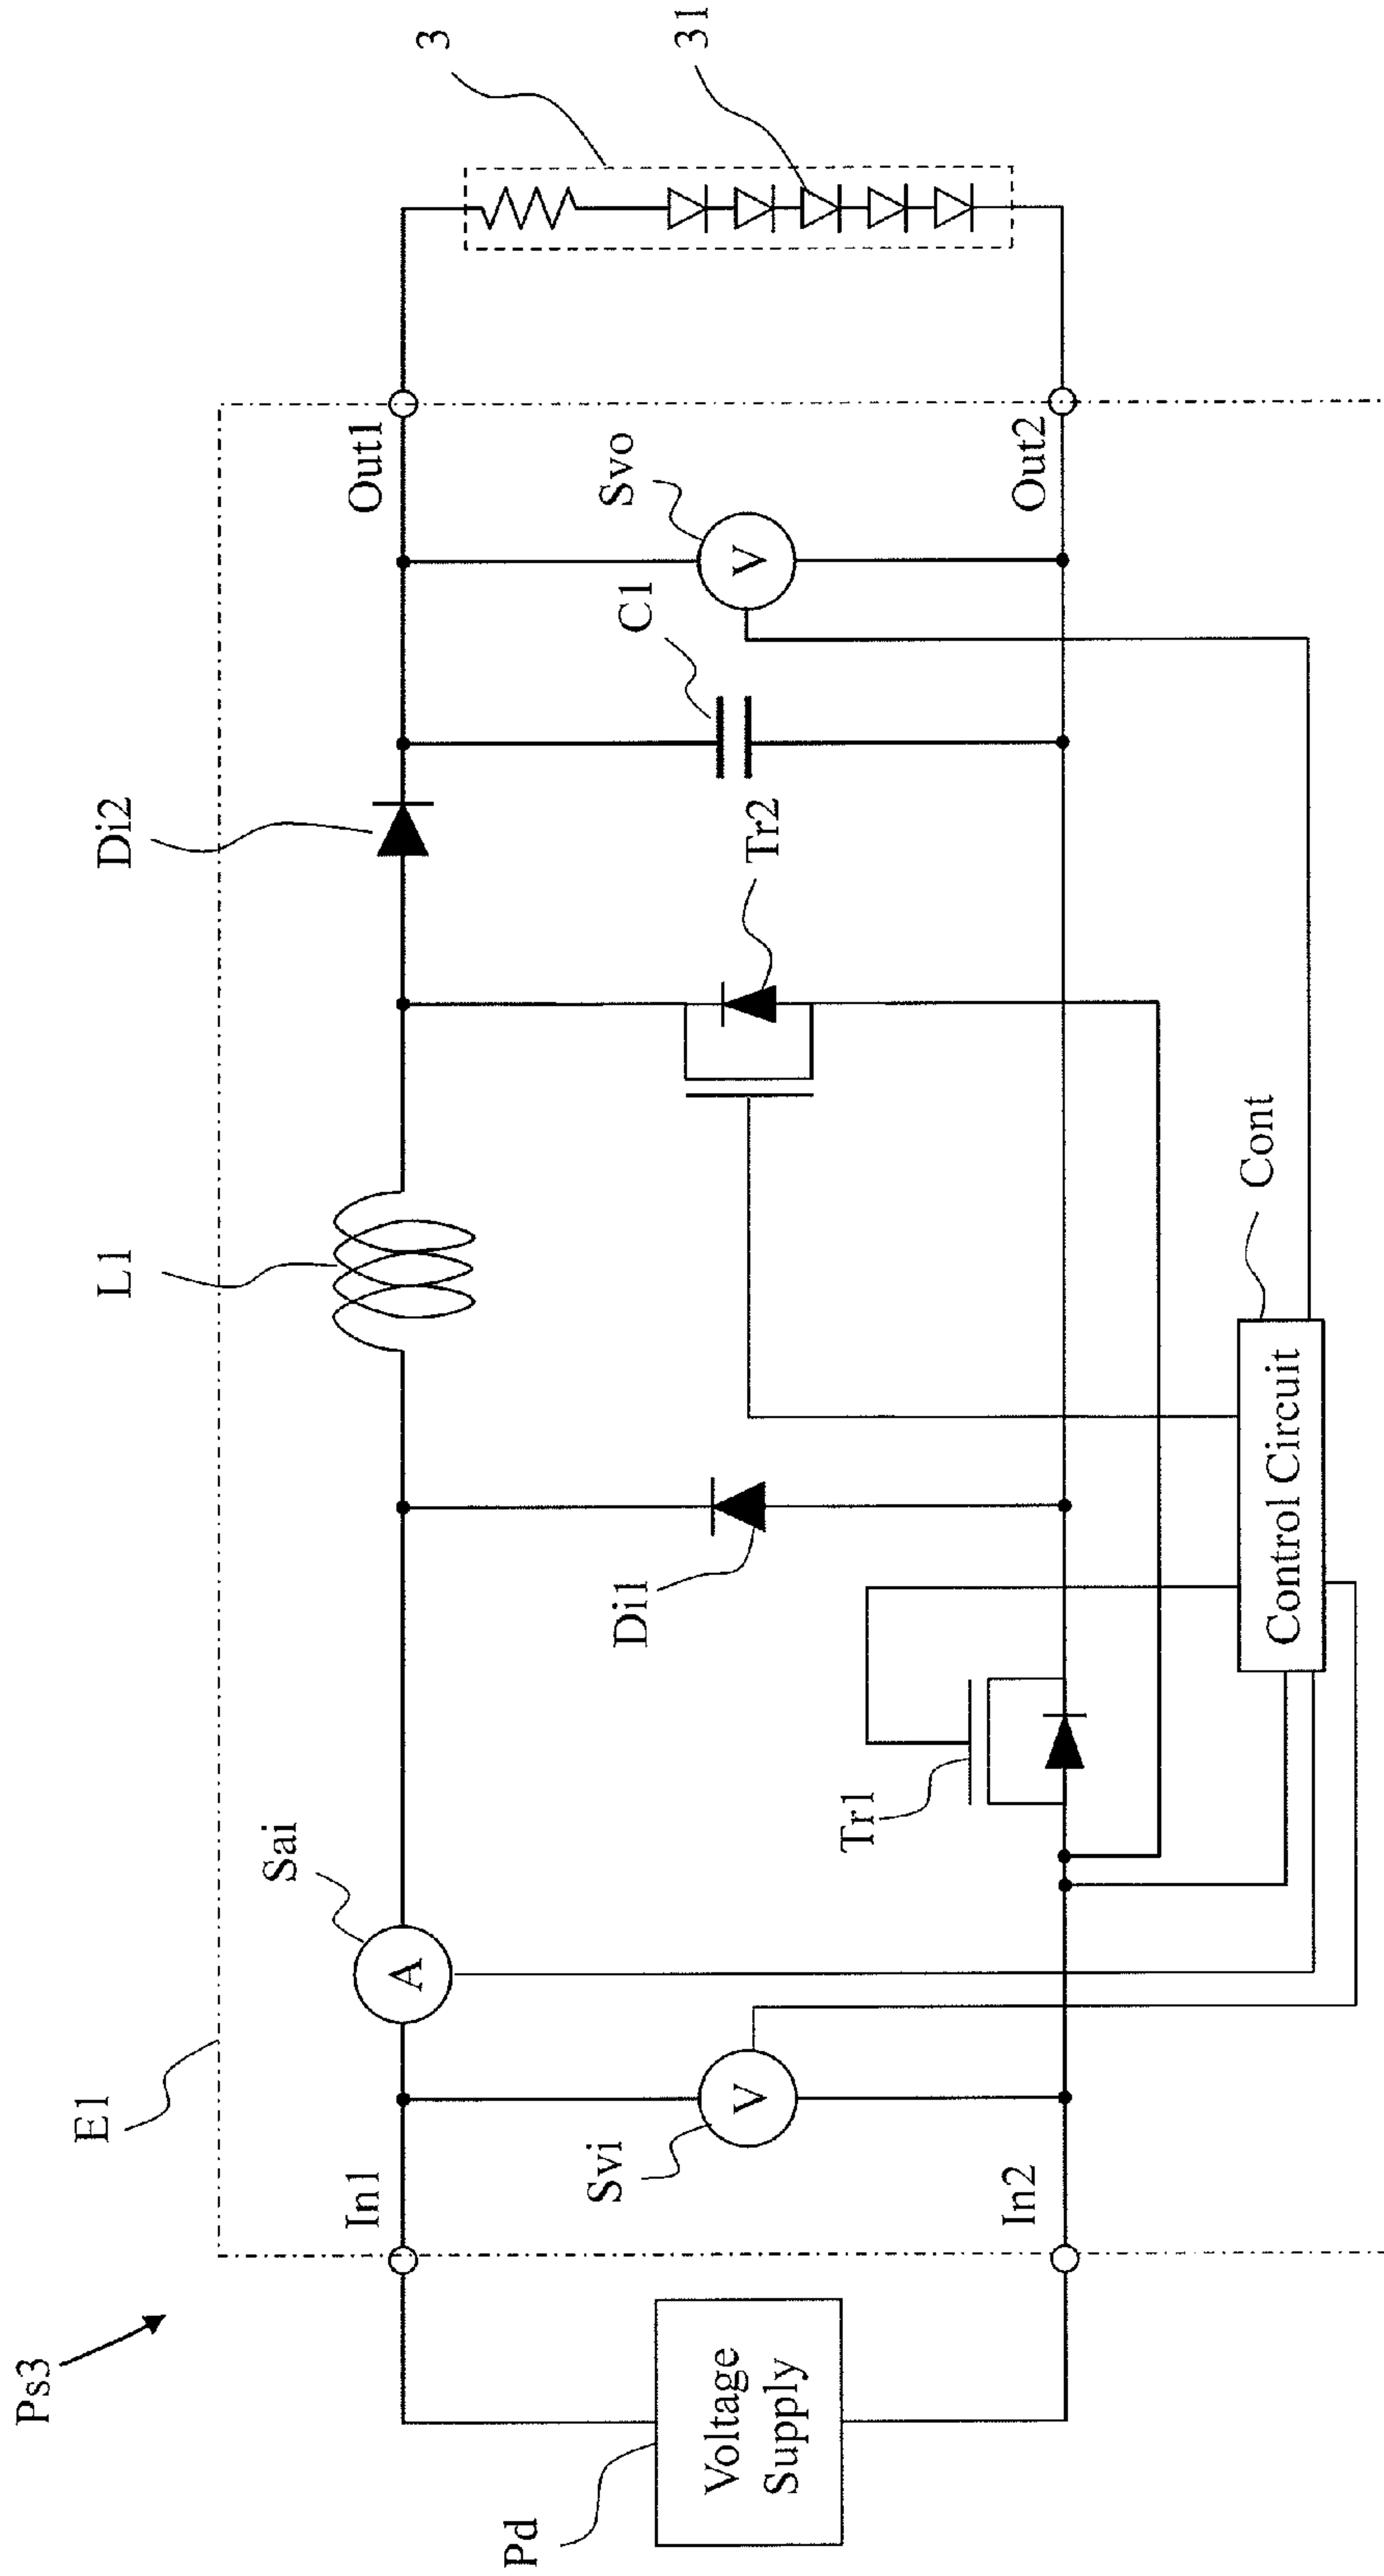 Ps3
E1
L1
Di2
Sai
In1
Out1
3
31
Pd
Voltage
Supply
Svi
V
A
Di1
Tr1
Tr2
C1
Svo
V
In2
Out2
Control Circuit
Cont